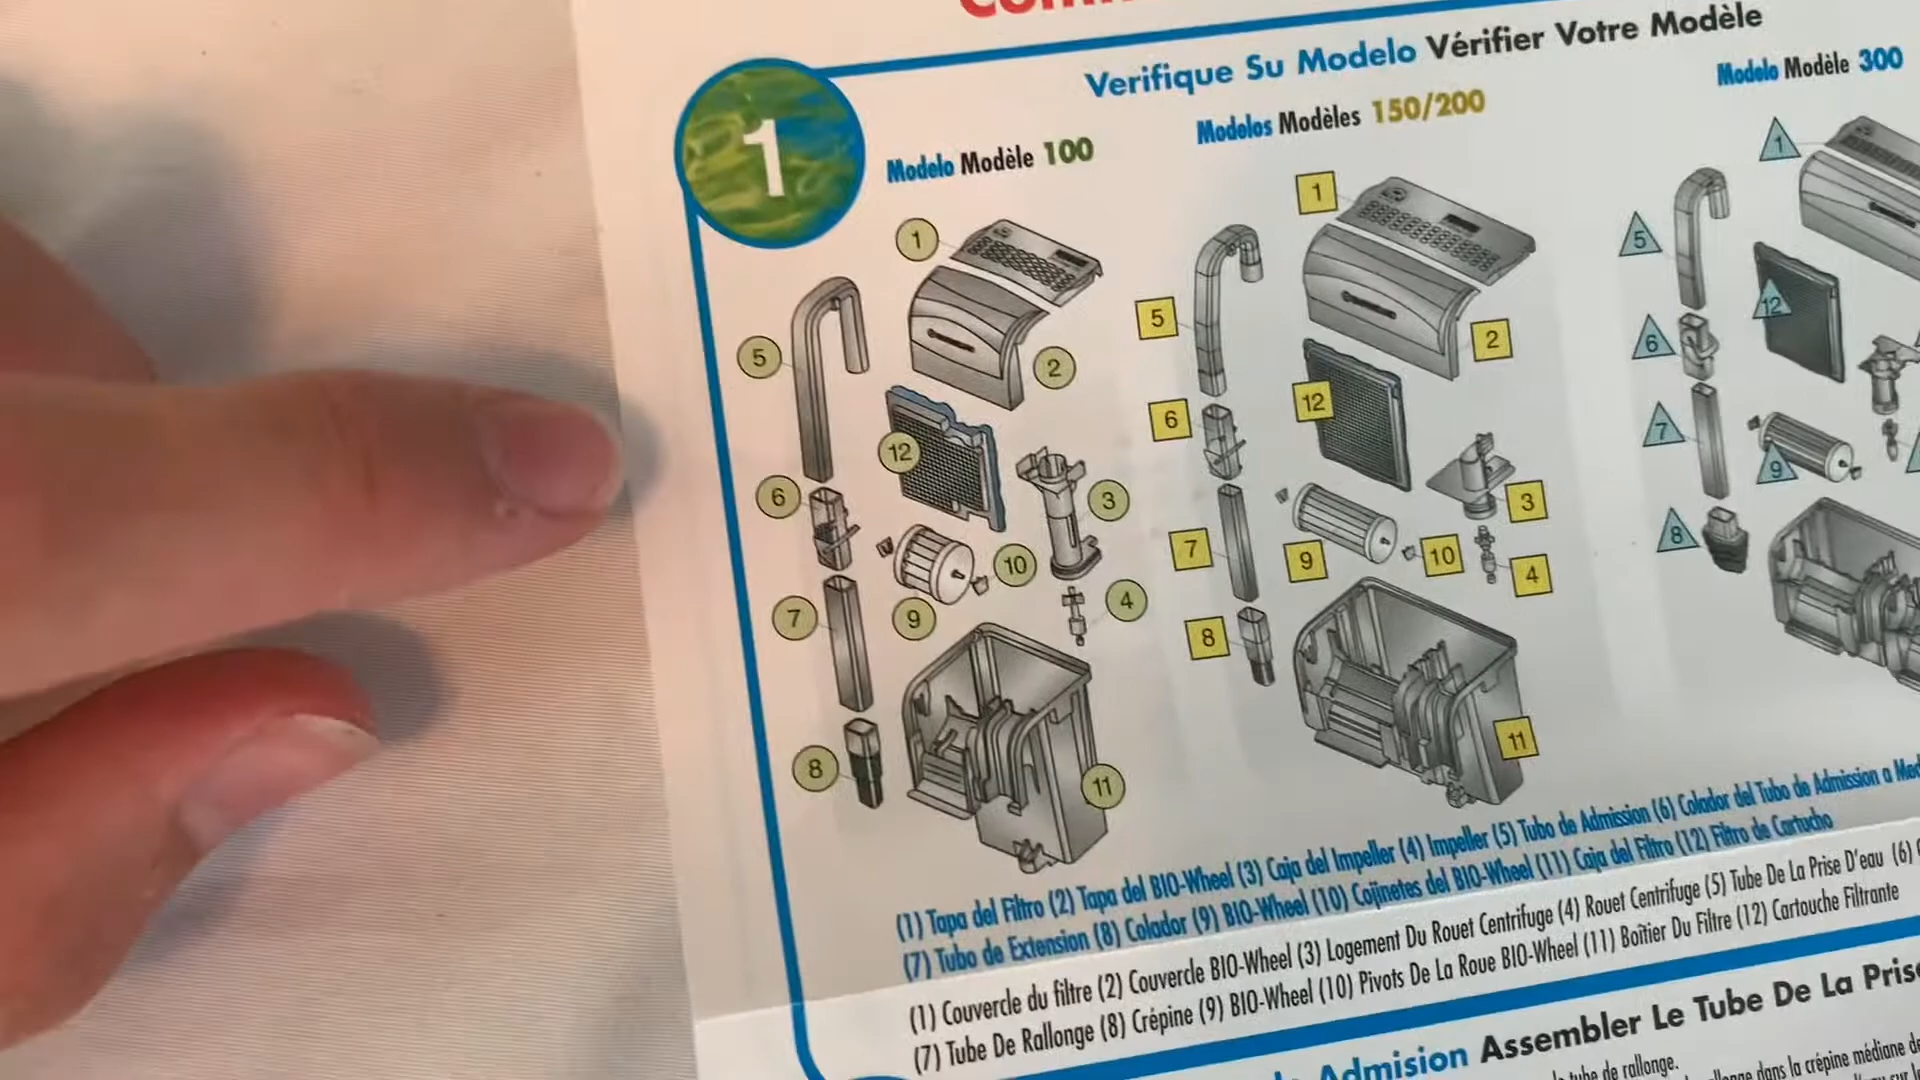 Verifique Su Modelo Vérifier Votre Modèle
1
Modelo Modèle 100
Modelos Modèles 150/200
Modelo Modèle 300
1
2
3
4
5
6
7
8
9
10
11
12
1
2
3
4
5
6
7
8
9
10
11
12
1
5
6
7
8
9
12
(1) Tapa del Filtro (2) Tapa del BIO-Wheel (3) Caja del Impeller (4) Impeller (5) Tubo de Admission (6) Colador del Tubo de Admission a
(7) Tubo de Extension (8) Colador (9) BIO-Wheel (10) Cojinetes del BIO-Wheel (11) Caja del Filtro (12) Filtro de Cartucho
(1) Couvercle du filtre (2) Couvercle BIO-Wheel (3) Logement Du Rouet Centrifuge (4) Rouet Centrifuge (5) Tube De La Prise D'eau (6)
(7) Tube De Rallonge (8) Crépine (9) BIO-Wheel (10) Pivots De La Roue BIO-Wheel (11) Boîtier Du Filtre (12) Cartouche Filtrante
Admision Assembler Le Tube De La
tube de rallonge.
dans la crépine médiane